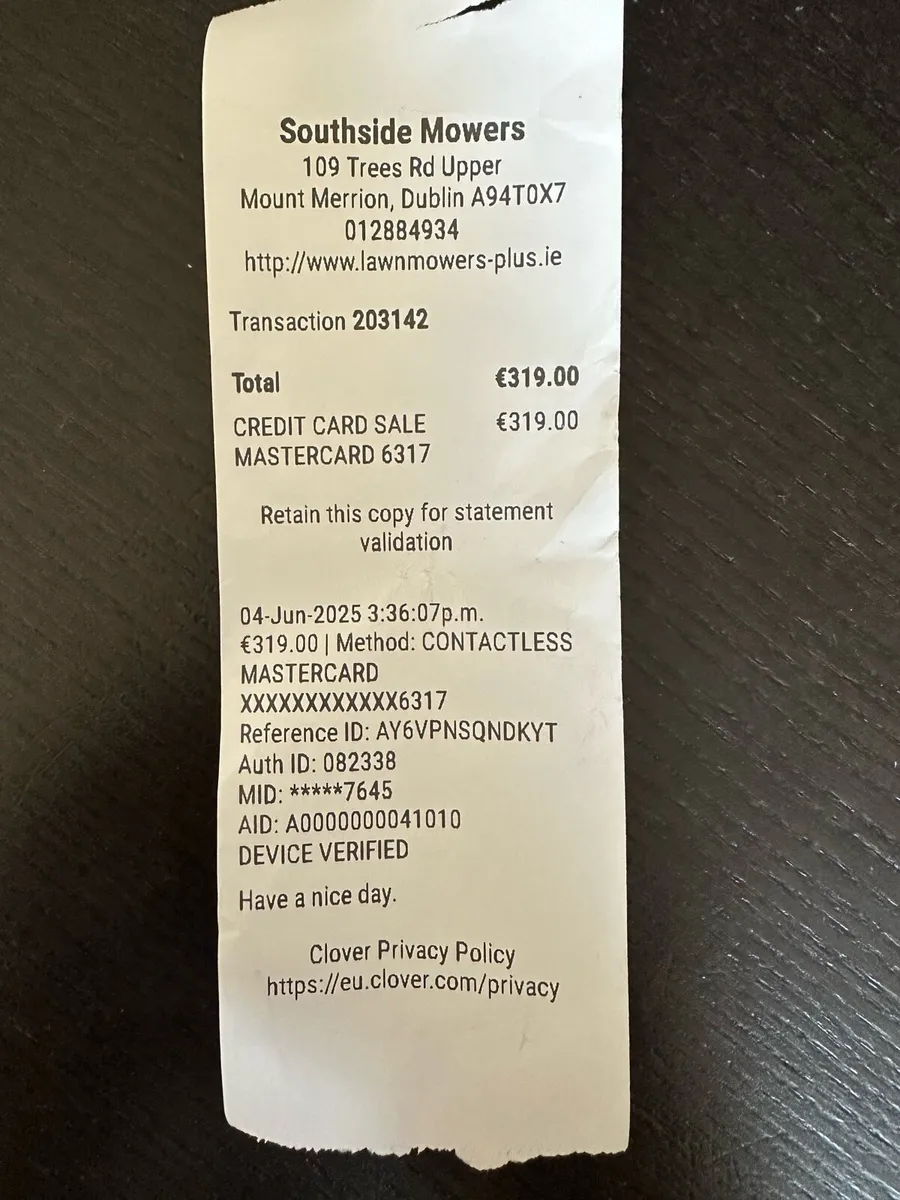 Southside Mowers
109 Trees Rd Upper
Mount Merrion, Dublin A94T0X7
012884934
http://www.lawnmowers-plus.ie
Transaction 203142
Total €319.00
CREDIT CARD SALE €319.00
MASTERCARD 6317
Retain this copy for statement
validation
04-Jun-2025 3:36:07p.m.
€319.00 | Method: CONTACTLESS
MASTERCARD
XXXXXXXXXXXX6317
Reference ID: AY6VPNSQNDKYT
Auth ID: 082338
MID: *****7645
AID: A0000000041010
DEVICE VERIFIED
Have a nice day.
Clover Privacy Policy
https://eu.clover.com/privacy